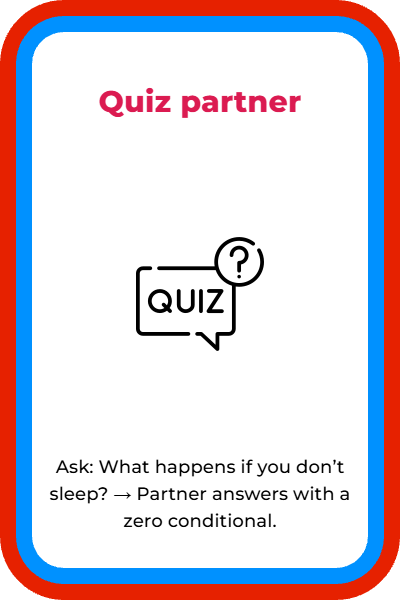 Quiz partner
?
QUIZ
Ask: What happens if you don’t
sleep? → Partner answers with a
zero conditional.